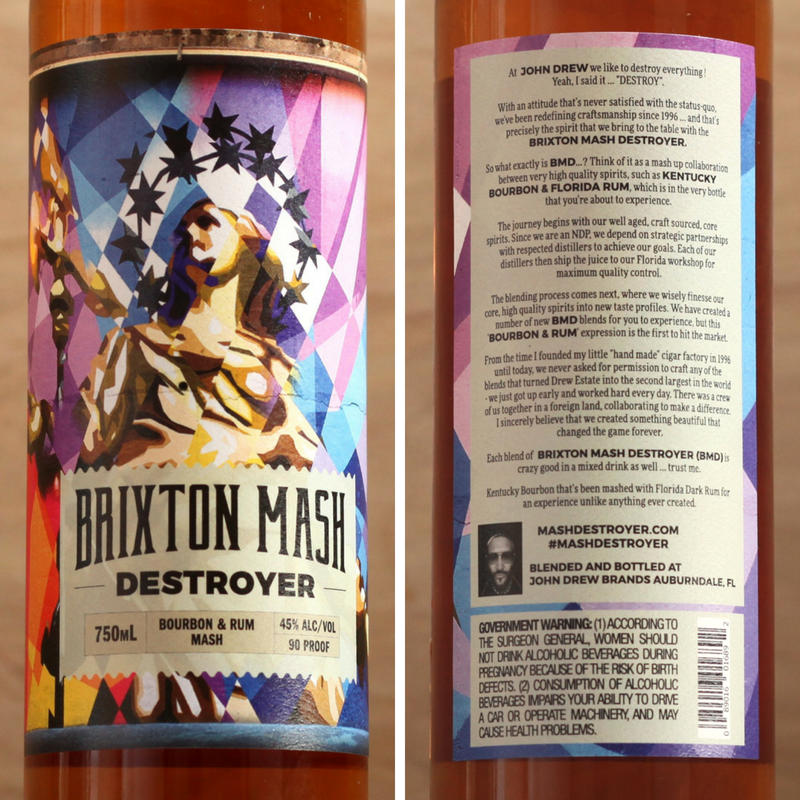 BRIXTON MASH
DESTROYER
750ML
BOURBON & RUM
MASH
45% ALC/VOL
90 PROOF
At JOHN DREW we like to destroy everything!
Yeah, I said it ... "DESTROY".
With an attitude that's never satisfied with the status-quo,
we've been redefining craftsmanship since 1996 ... and that's
precisely the spirit that we bring to the table with the
BRIXTON MASH DESTROYER.
So what exactly is BMD...? Think of it as a mash up collaboration
between very high quality spirits, such as KENTUCKY
BOURBON & FLORIDA RUM, which is in the very bottle
that you're about to experience.
The journey begins with our well aged, craft sourced, core
spirits. Since we are an NDP, we depend on strategic partnerships
with respected distillers to achieve our goals. Each of our
distillers then ship the juice to our Florida workshop for
maximum quality control.
The blending process comes next, where we wisely finesse our
core, high quality spirits into new taste profiles. We have created a
number of new BMD blends for you to experience, but this
'BOURBON & RUM' expression is the first to hit the market.
From the time I founded my little "hand made" cigar factory in 1996
until today, we never asked for permission to craft any of the
blends that turned Drew Estate into the second largest in the world
- we just got up early and worked hard every day. There was a crew
of us together in a foreign land, collaborating to make a difference.
I sincerely believe that we created something beautiful that
changed the game forever.
Each blend of BRIXTON MASH DESTROYER (BMD) is
crazy good in a mixed drink as well ... trust me.
Kentucky Bourbon that's been mashed with Florida Dark Rum for
an experience unlike anything ever created.
MASHDESTROYER.COM
#MASHDESTROYER
BLENDED AND BOTTLED AT
JOHN DREW BRANDS AUBURNDALE, FL
GOVERNMENT WARNING: (1) ACCORDING TO
THE SURGEON GENERAL, WOMEN SHOULD
NOT DRINK ALCOHOLIC BEVERAGES DURING
PREGNANCY BECAUSE OF THE RISK OF BIRTH
DEFECTS. (2) CONSUMPTION OF ALCOHOLIC
BEVERAGES IMPAIRS YOUR ABILITY TO DRIVE
A CAR OR OPERATE MACHINERY, AND MAY
CAUSE HEALTH PROBLEMS.